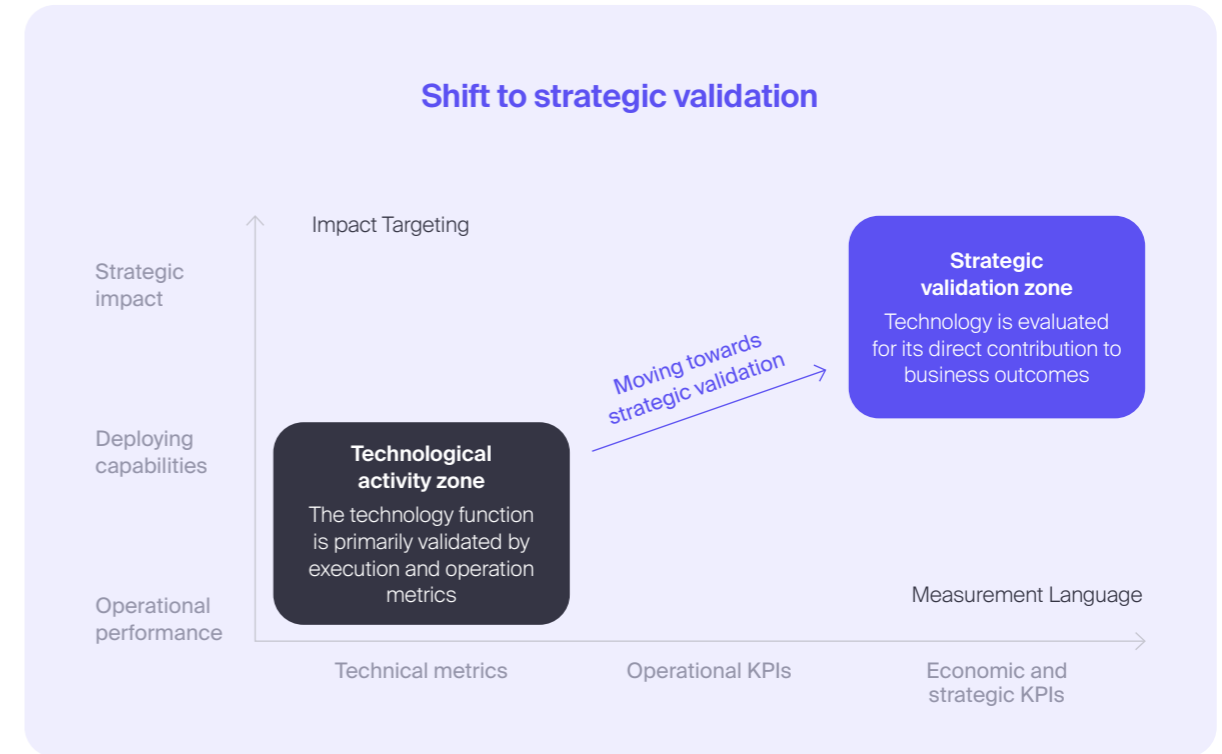 Shift to strategic validation
Impact Targeting
Strategic
impact
Deploying
capabilities
Operational
performance
Technological
activity zone
The technology function
is primarily validated by
execution and operation
metrics
Moving towards
strategic validation
Strategic
validation zone
Technology is evaluated
for its direct contribution to
business outcomes
Measurement Language
Technical metrics
Operational KPIs
Economic and
strategic KPIs